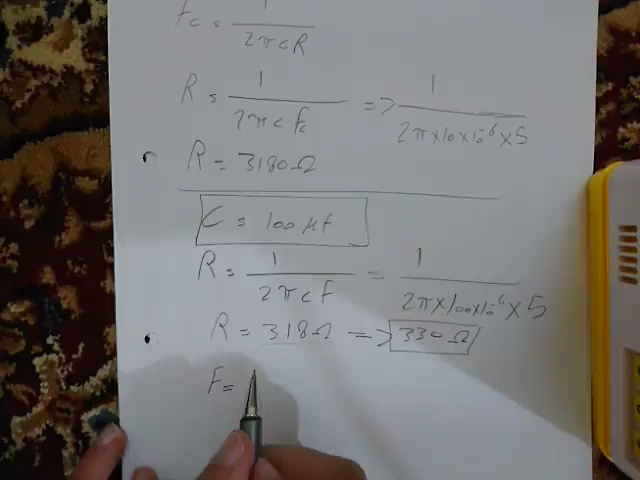 Fc = 1 / 2πcR
R = 1 / 2πc Fc => 1 / 2π×10×10⁻⁶×5
R = 3180Ω
C = 100 μf
R = 1 / 2πcF = 1 / 2π×100×10⁻⁶×5
R = 318Ω => 330Ω
F =